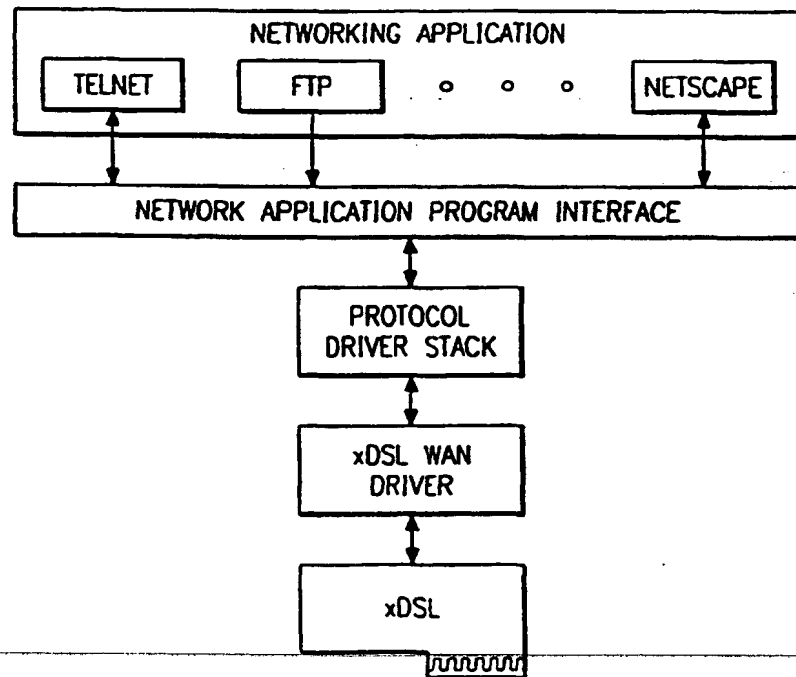 NETWORKING APPLICATION
TELNET
FTP
NETSCAPE
NETWORK APPLICATION PROGRAM INTERFACE
PROTOCOL
DRIVER STACK
xDSL WAN
DRIVER
xDSL